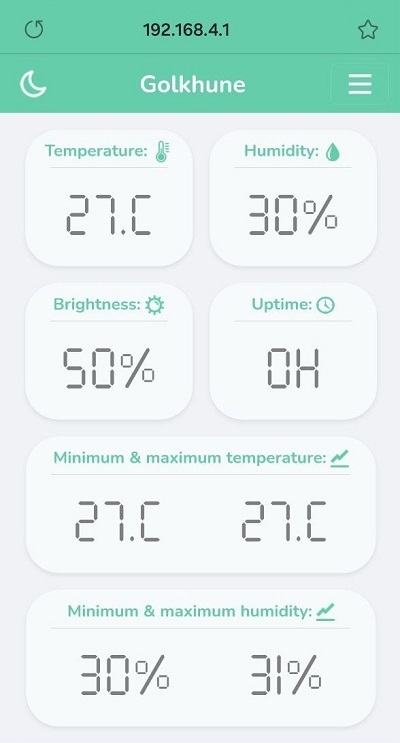 192.168.4.1
Golkhune
Temperature: Humidity:
27.C 30%
Brightness: Uptime:
50% 0H
Minimum & maximum temperature:
27.C 27.C
Minimum & maximum humidity:
30% 31%